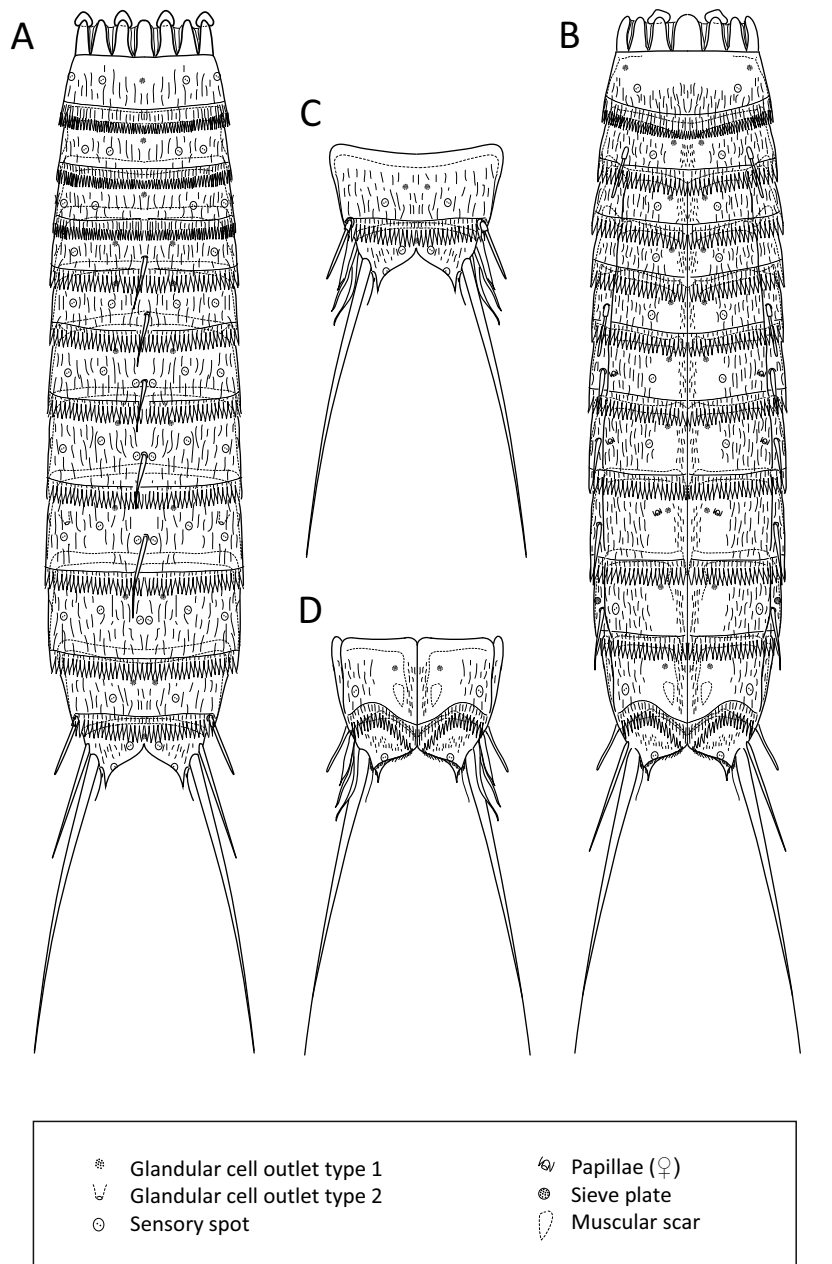 A
B
C
D
Glandular cell outlet type 1
Glandular cell outlet type 2
Sensory spot
Papillae (♀)
Sieve plate
Muscular scar